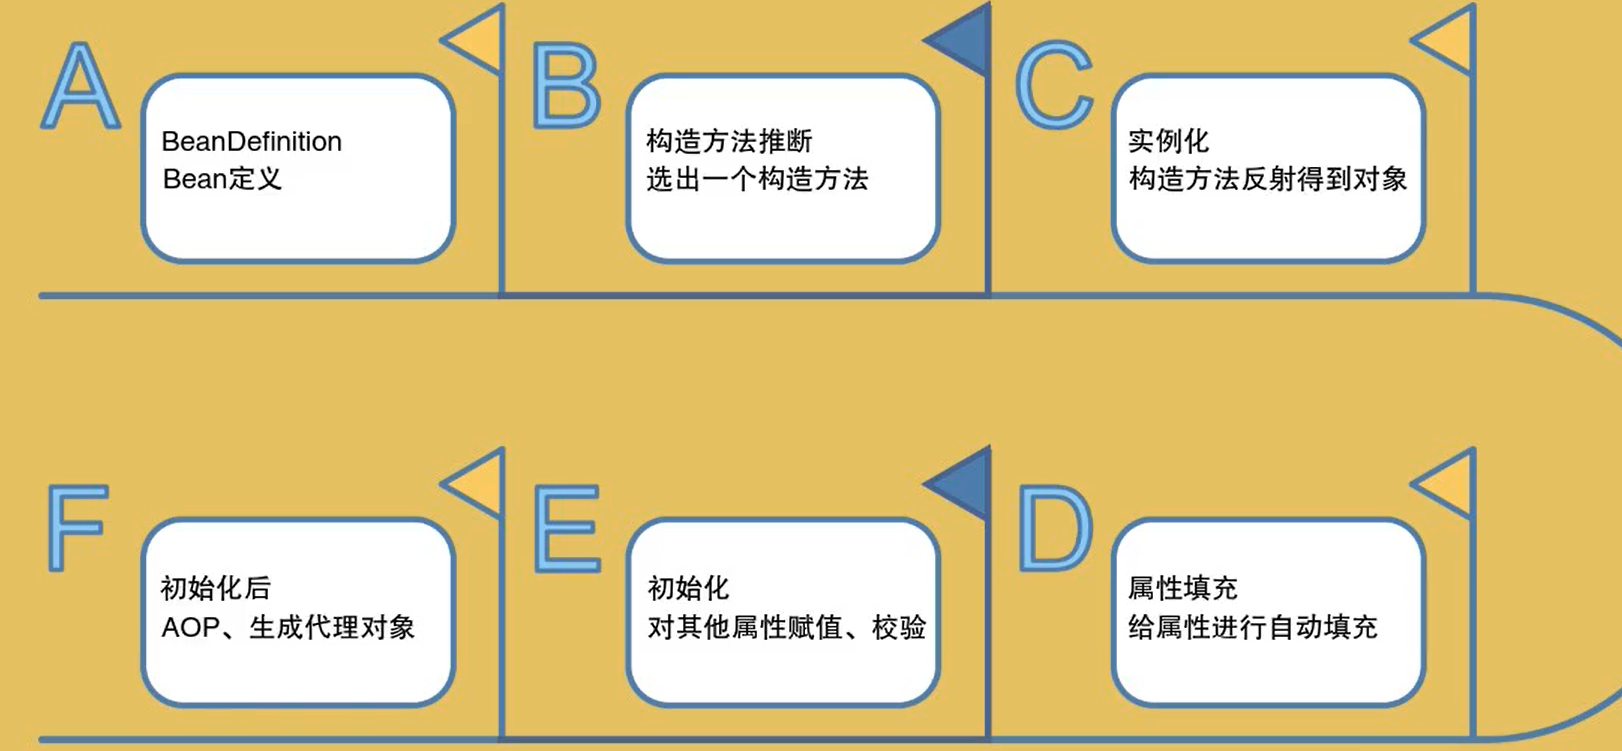 A
BeanDefinition
Bean定义
B
构造方法推断
选出一个构造方法
C
实例化
构造方法反射得到对象
D
属性填充
给属性进行自动填充
E
初始化
对其他属性赋值、校验
F
初始化后
AOP、生成代理对象